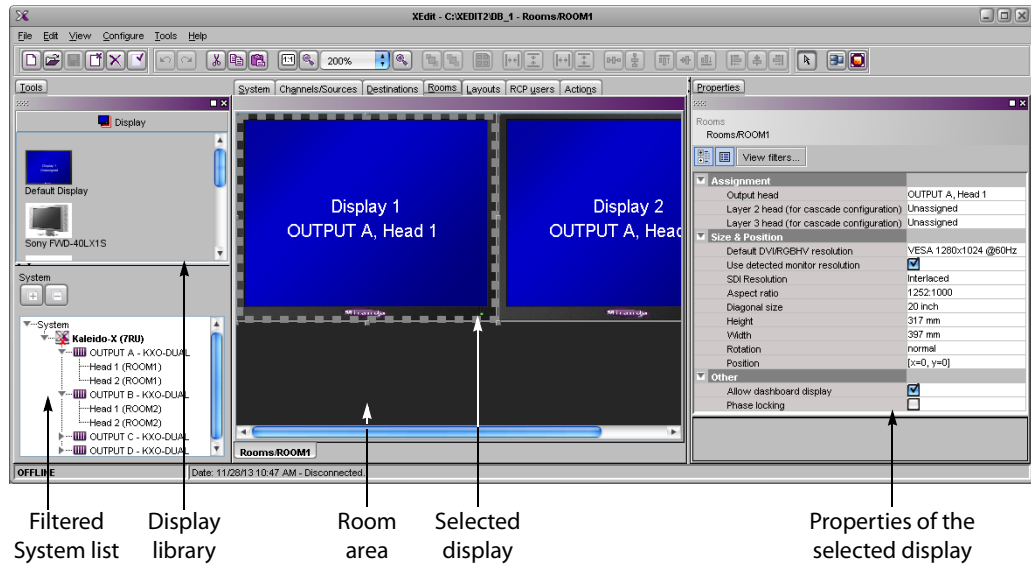 XEdit - C:\XEDIT2\DB_1 - Rooms/ROOM1
File Edit View Configure Tools Help
1:1 200%
Tools
Display
Default Display
Sony FWD-40LX1S
System
System
Kaleido-X (7RU)
OUTPUT A - KXO-DUAL
Head 1 (ROOM1)
Head 2 (ROOM1)
OUTPUT B - KXO-DUAL
Head 1 (ROOM2)
Head 2 (ROOM2)
OUTPUT C - KXO-DUAL
OUTPUT D - KXO-DUAL
System Channels/Sources Destinations Rooms Layouts RCP users Actions
Display 1
OUTPUT A, Head 1
Miranda
Display 2
OUTPUT A, Head
Miranda
Rooms/ROOM1
Properties
Rooms
Rooms/ROOM1
View filters...
Assignment
Output head OUTPUT A, Head 1
Layer 2 head (for cascade configuration) Unassigned
Layer 3 head (for cascade configuration) Unassigned
Size & Position
Default DVI/RGBHV resolution VESA 1280x1024 @60Hz
Use detected monitor resolution
SDI Resolution Interlaced
Aspect ratio 1252:1000
Diagonal size 20 inch
Height 317 mm
Width 397 mm
Rotation normal
Position [x=0, y=0]
Other
Allow dashboard display
Phase locking
OFFLINE Date: 11/28/13 10:47 AM - Disconnected.
Filtered
System list
Display
library
Room
area
Selected
display
Properties of the
selected display